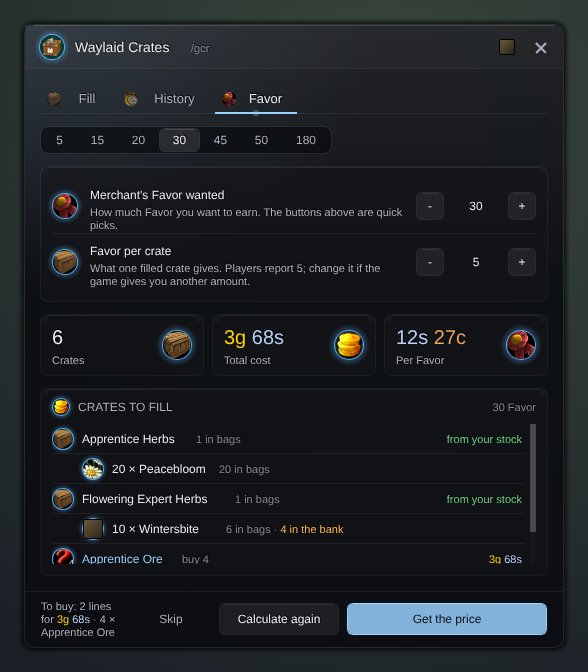 Waylaid Crates /gcr
Fill History Favor
5 15 20 30 45 50 180
Merchant's Favor wanted
How much Favor you want to earn. The buttons above are quick
picks.
- 30 +
Favor per crate
What one filled crate gives. Players report 5; change it if the
game gives you another amount.
- 5 +
6
Crates
3g 68s
Total cost
12s 27c
Per Favor
CRATES TO FILL 30 Favor
Apprentice Herbs 1 in bags from your stock
20 × Peacebloom 20 in bags
Flowering Expert Herbs 1 in bags from your stock
10 × Wintersbite 6 in bags · 4 in the bank
Apprentice Ore buy 4 3g 68s
To buy: 2 lines
for 3g 68s · 4 ×
Apprentice Ore
Skip
Calculate again
Get the price